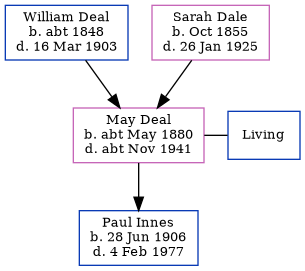 William Deal
b. abt 1848
d. 16 Mar 1903
Sarah Dale
b. Oct 1855
d. 26 Jan 1925
May Deal
b. abt May 1880
d. abt Nov 1941
Living
Paul Innes
b. 28 Jun 1906
d. 4 Feb 1977